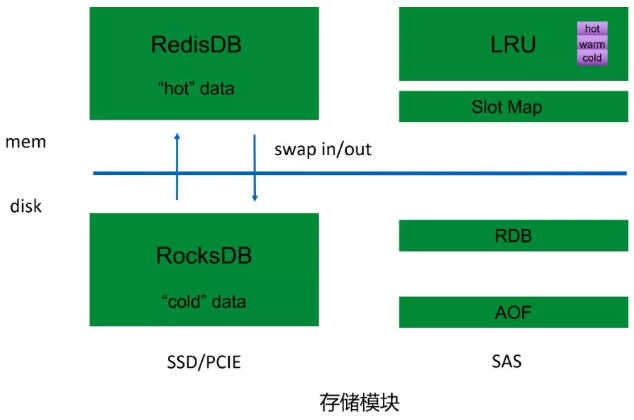 RedisDB
"hot" data
LRU
hot
warm
cold
Slot Map
mem
swap in/out
disk
RocksDB
"cold" data
RDB
AOF
SSD/PCIE
SAS
存储模块